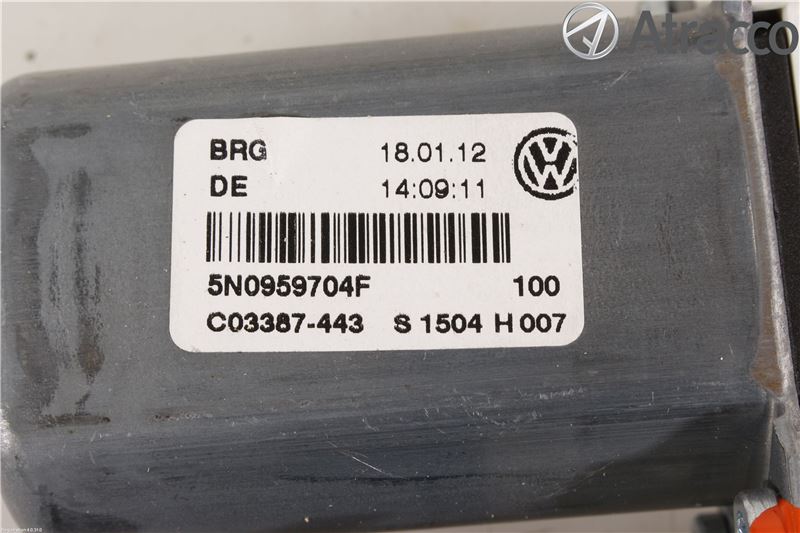 Atracco
BRG 18.01.12
DE 14:09:11
5N0959704F 100
C03387-443 S 1504 H 007